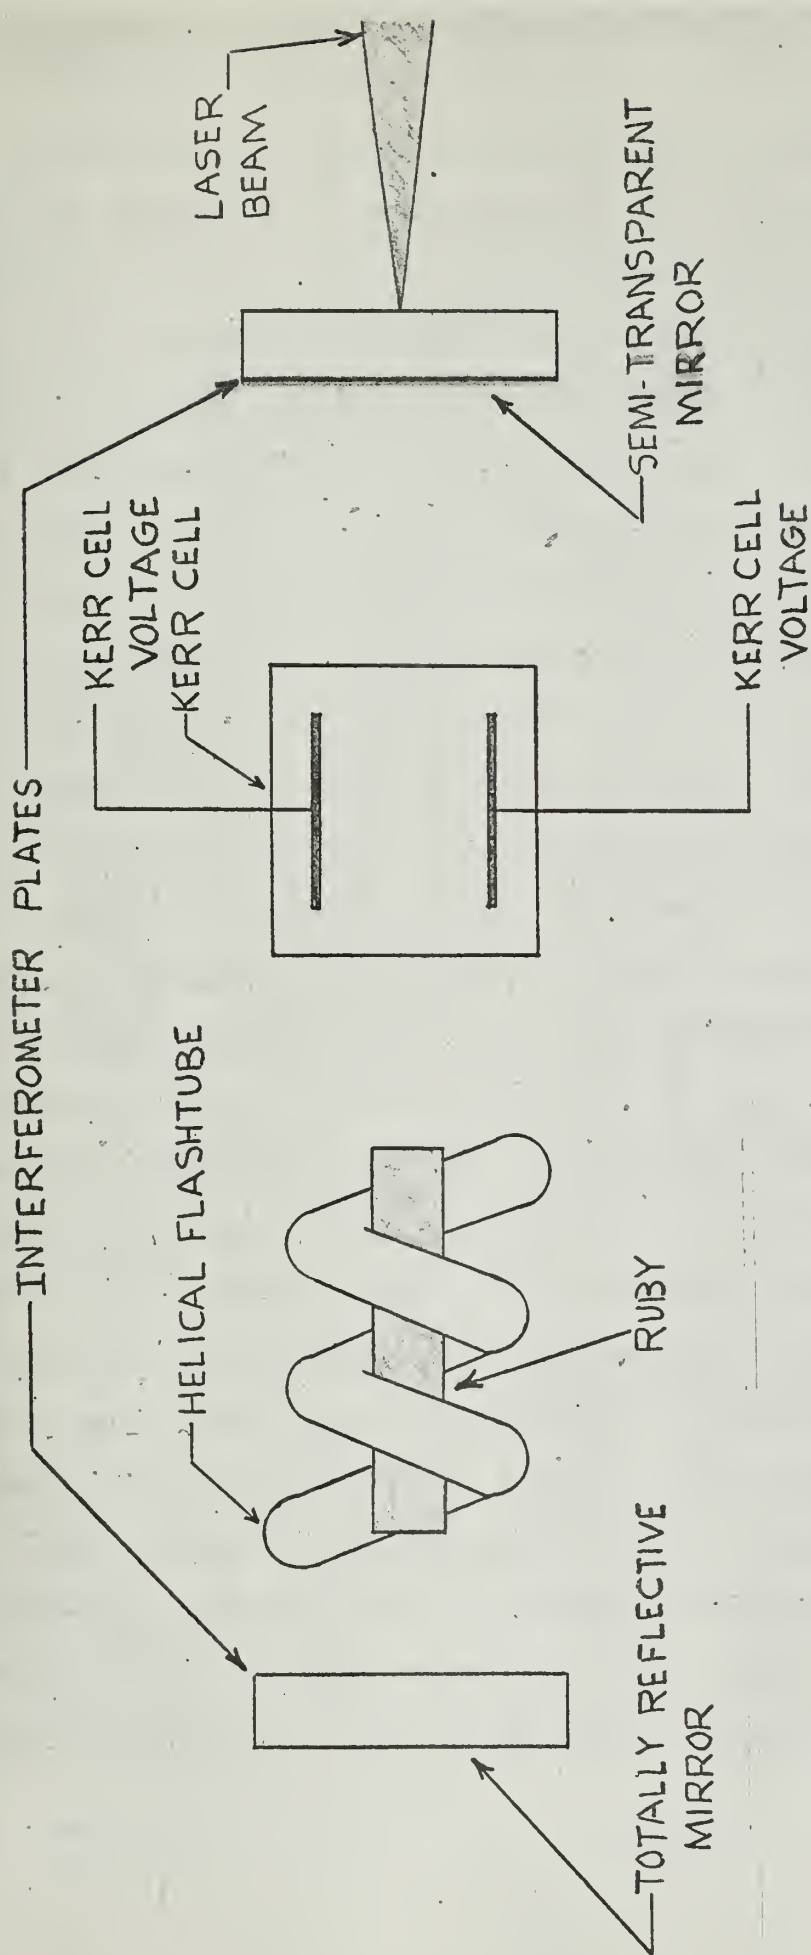 INTERFEROMETER PLATES
HELICAL FLASHTUBE
KERR CELL
VOLTAGE
KERR CELL
LASER
BEAM
TOTALLY REFLECTIVE
MIRROR
RUBY
KERR CELL
VOLTAGE
SEMI-TRANSPARENT
MIRROR